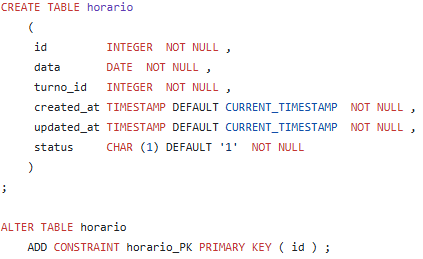 CREATE TABLE horario
(
id INTEGER NOT NULL ,
data DATE NOT NULL ,
turno_id INTEGER NOT NULL ,
created_at TIMESTAMP DEFAULT CURRENT_TIMESTAMP NOT NULL ,
updated_at TIMESTAMP DEFAULT CURRENT_TIMESTAMP NOT NULL ,
status CHAR (1) DEFAULT '1' NOT NULL
)
;
ALTER TABLE horario
ADD CONSTRAINT horario_PK PRIMARY KEY ( id ) ;